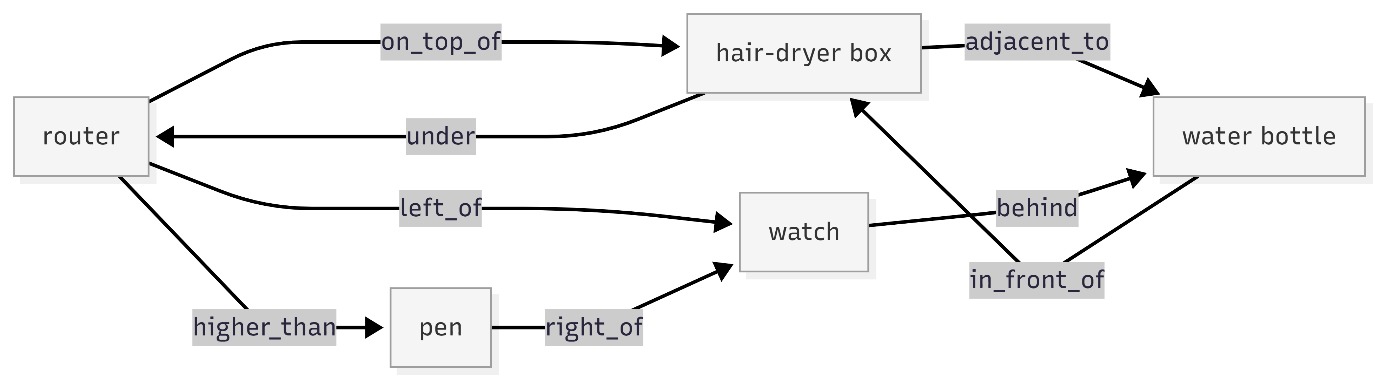 on_top_of
hair-dryer box
adjacent_to
router
under
water bottle
left_of
watch
behind
in_front_of
higher_than
pen
right_of